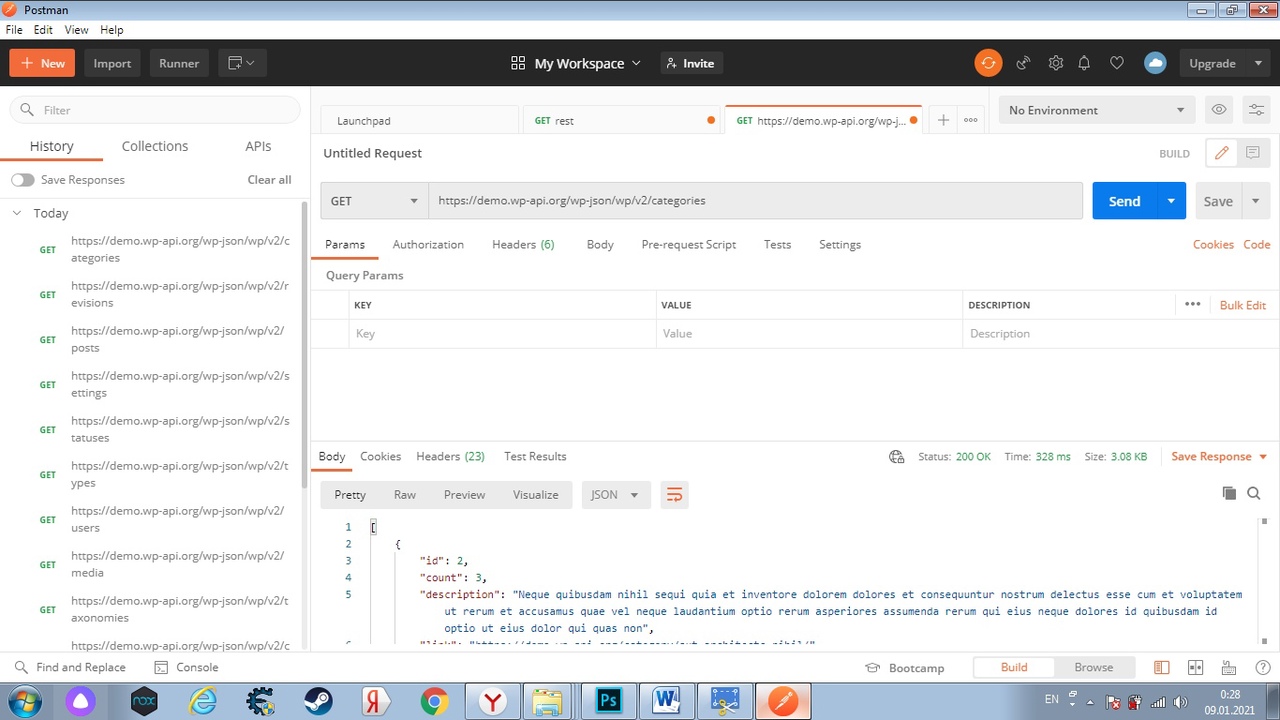 Postman
File Edit View Help
New Import Runner My Workspace Invite Upgrade
Filter
History Collections APIs
Save Responses Clear all
Today
GET https://demo.wp-api.org/wp-json/wp/v2/c
ategories
GET https://demo.wp-api.org/wp-json/wp/v2/r
evisions
GET https://demo.wp-api.org/wp-json/wp/v2/
posts
GET https://demo.wp-api.org/wp-json/wp/v2/s
ettings
GET https://demo.wp-api.org/wp-json/wp/v2/s
tatuses
GET https://demo.wp-api.org/wp-json/wp/v2/t
ypes
GET https://demo.wp-api.org/wp-json/wp/v2/
users
GET https://demo.wp-api.org/wp-json/wp/v2/
media
GET https://demo.wp-api.org/wp-json/wp/v2/t
axonomies
https://demo.wp-api.org/wp-json/wp/v2/c
Launchpad GET rest GET https://demo.wp-api.org/wp-j... No Environment
Untitled Request BUILD
GET https://demo.wp-api.org/wp-json/wp/v2/categories Send Save
Params Authorization Headers (6) Body Pre-request Script Tests Settings Cookies Code
Query Params
KEY VALUE DESCRIPTION Bulk Edit
Key Value Description
Body Cookies Headers (23) Test Results Status: 200 OK Time: 328 ms Size: 3.08 KB Save Response
Pretty Raw Preview Visualize JSON
1 [
2 {
3 "id": 2,
4 "count": 3,
5 "description": "Neque quibusdam nihil sequi quia et inventore dolorem dolores et consequuntur nostrum delectus esse cum et voluptatem
ut rerum et accusamus quae vel neque laudantium optio rerum asperiores assumenda rerum qui eius neque dolores id quibusdam id
optio ut eius dolor qui quas non",
Find and Replace Console Bootcamp Build Browse
nox Я Y Ps W EN 0:28
09.01.2021